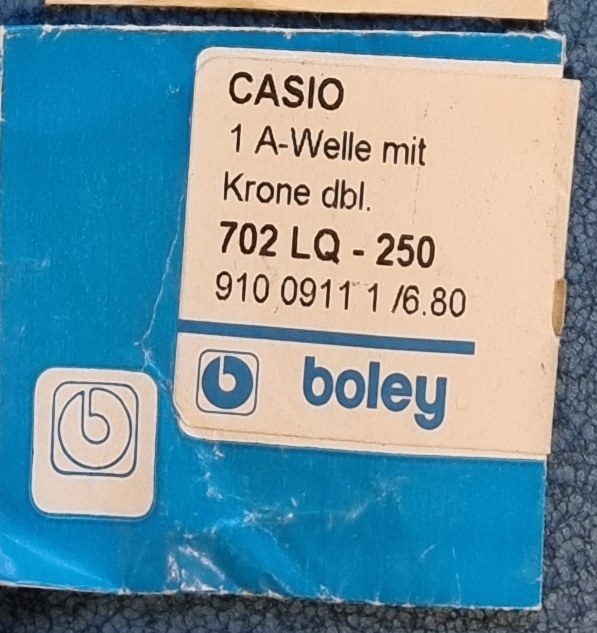 CASIO
1 A-Welle mit
Krone dbl.
702 LQ - 250
910 0911 1 /6.80
b boley
b